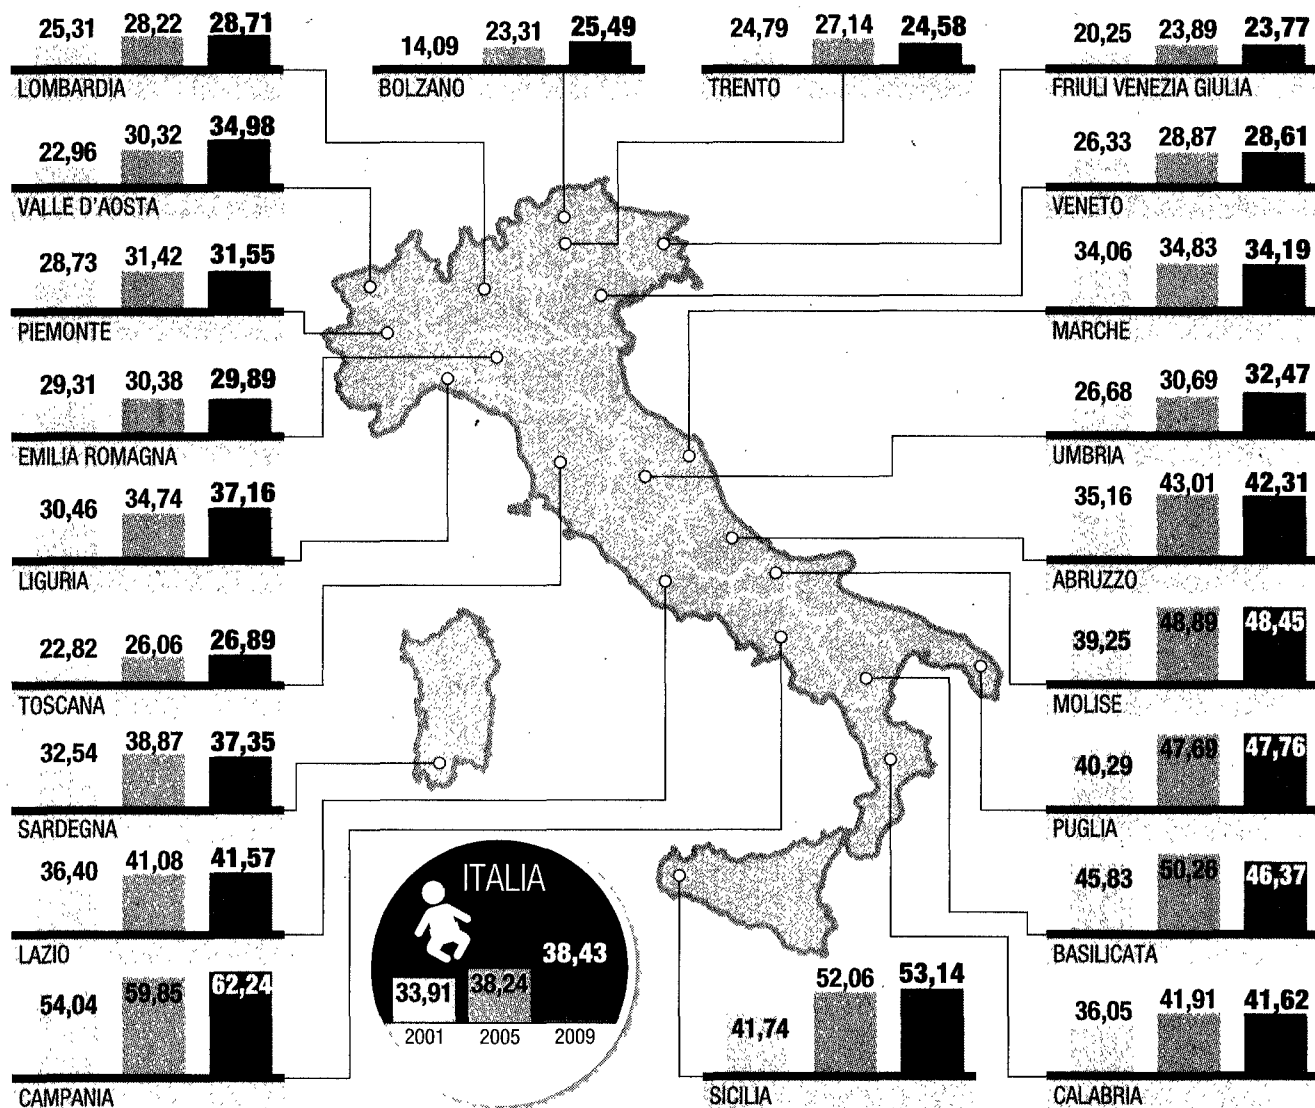 25,31 28,22 28,71
LOMBARDIA
14,09 23,31 25,49
BOLZANO
24,79 27,14 24,58
TRENTO
20,25 23,89 23,77
FRIULI VENEZIA GIULIA
22,96 30,32 34,98
VALLE D'AOSTA
26,33 28,87 28,61
VENETO
28,73 31,42 31,55
PIEMONTE
34,06 34,83 34,19
MARCHE
29,31 30,38 29,89
EMILIA ROMAGNA
26,68 30,69 32,47
UMBRIA
30,46 34,74 37,16
LIGURIA
35,16 43,01 42,31
ABRUZZO
22,82 26,06 26,89
TOSCANA
39,25 48,89 48,45
MOLISE
32,54 38,87 37,35
SARDEGNA
40,29 47,69 47,76
PUGLIA
36,40 41,08 41,57
LAZIO
45,83 50,26 46,37
BASILICATA
54,04 59,85 62,24
CAMPANIA
ITALIA
33,91 38,24 38,43
2001 2005 2009
41,74 52,06 53,14
SICILIA
36,05 41,91 41,62
CALABRIA